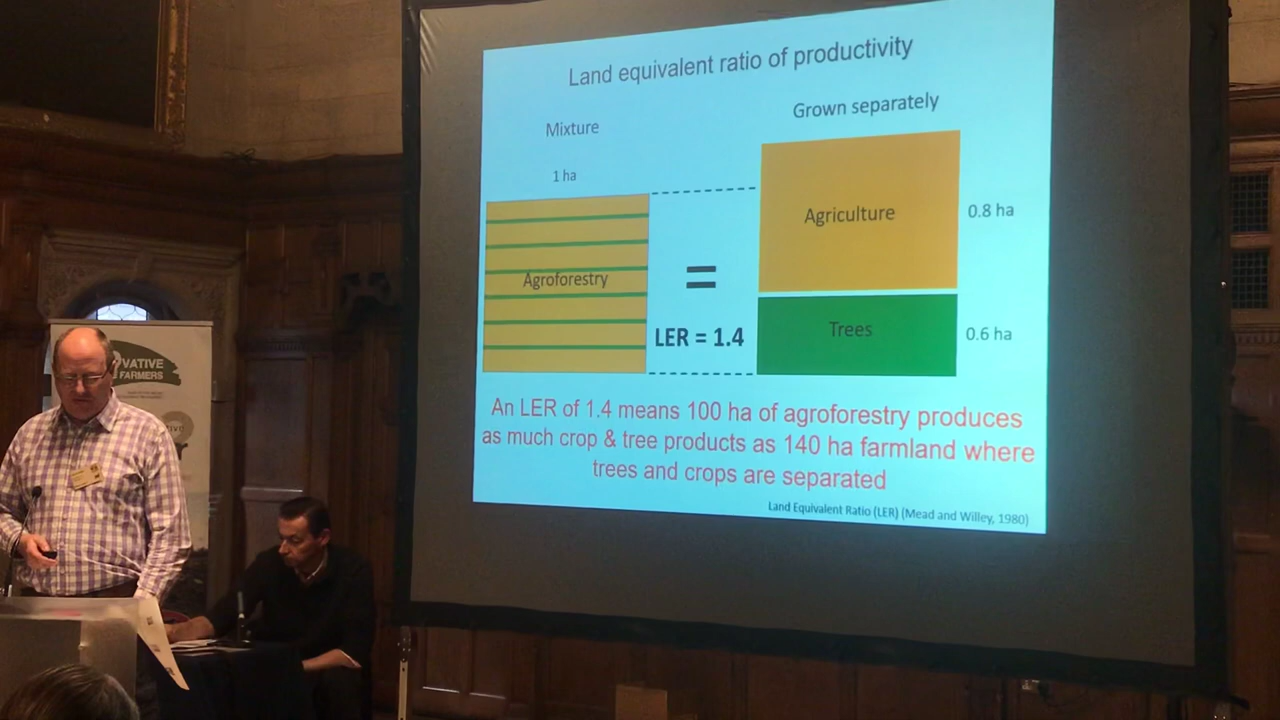 Land equivalent ratio of productivity
Mixture
Grown separately
1 ha
Agroforestry
=
LER = 1.4
Agriculture
0.8 ha
Trees
0.6 ha
An LER of 1.4 means 100 ha of agroforestry produces
as much crop & tree products as 140 ha farmland where
trees and crops are separated
Land Equivalent Ratio (LER) (Mead and Willey, 1980)
VATIVE
FARMERS